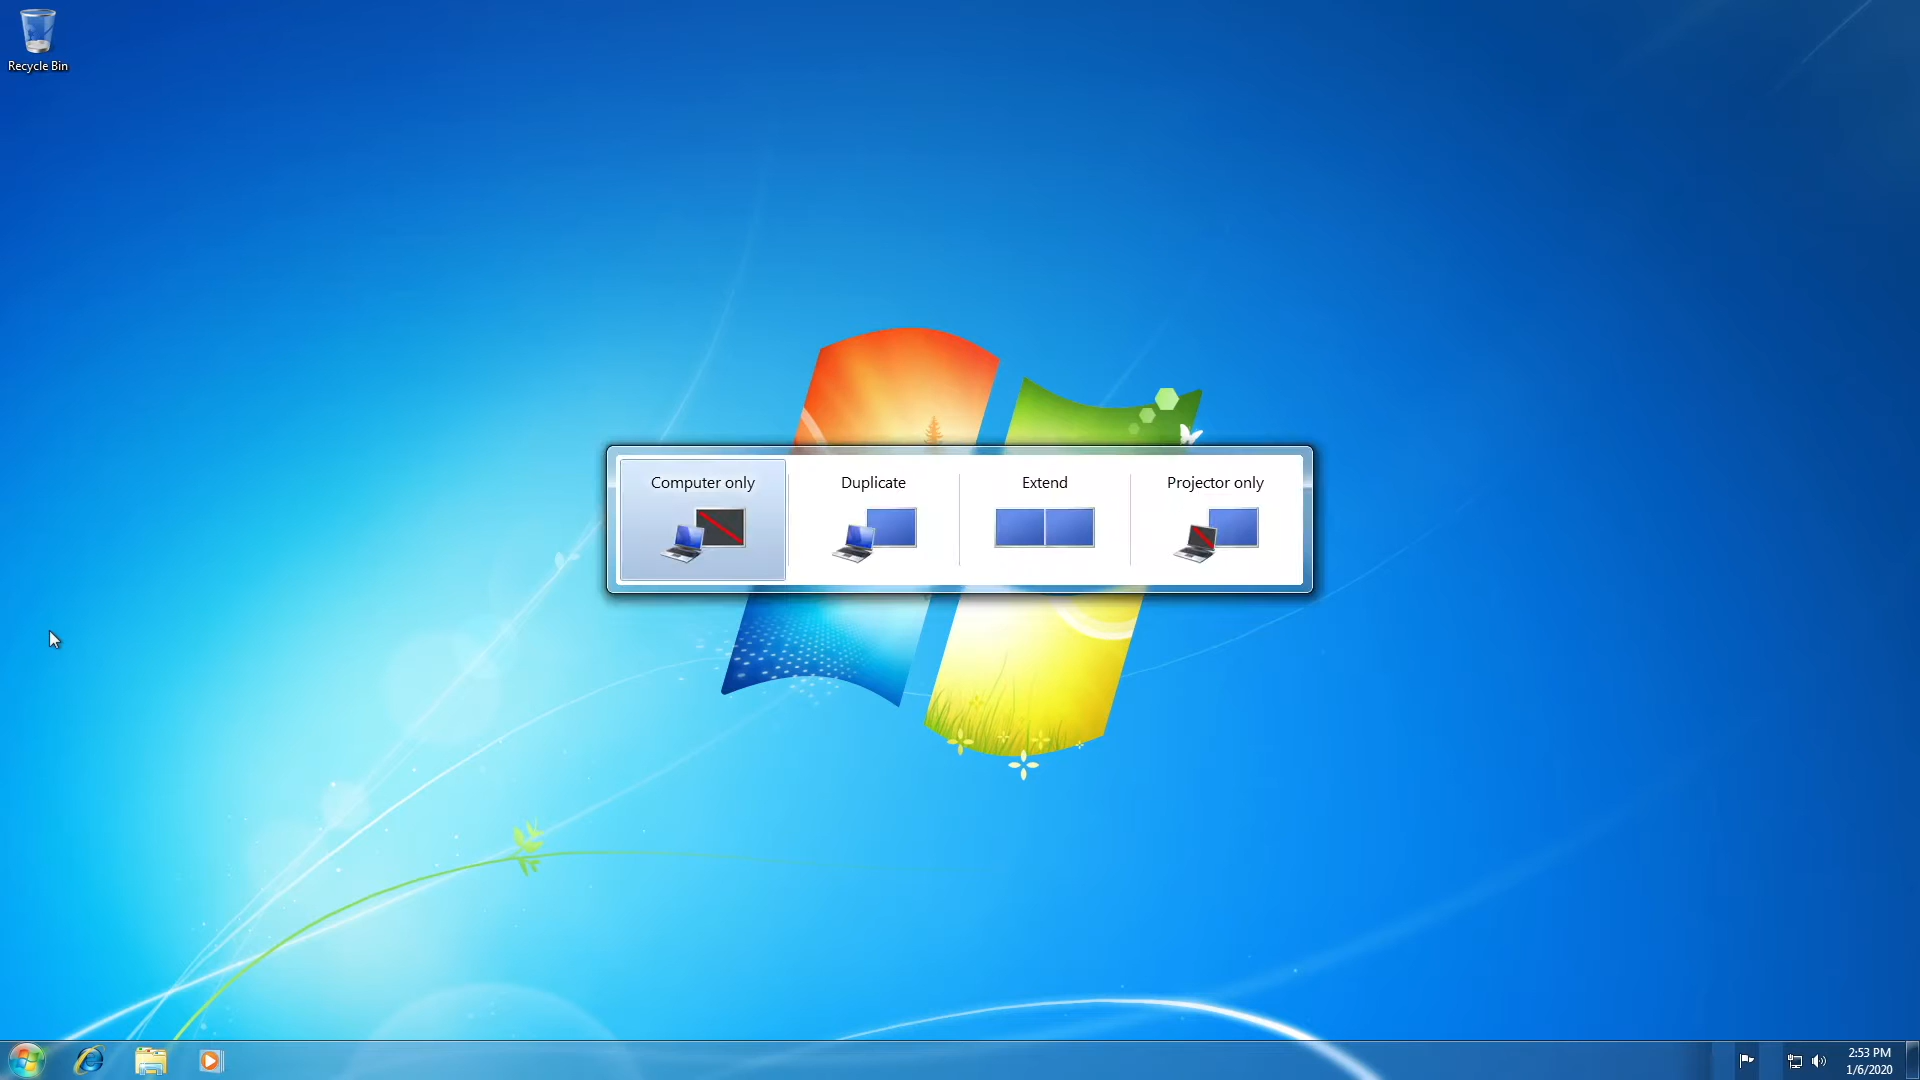 Recycle Bin
Computer only
Duplicate
Extend
Projector only
2:53 PM
1/6/2020